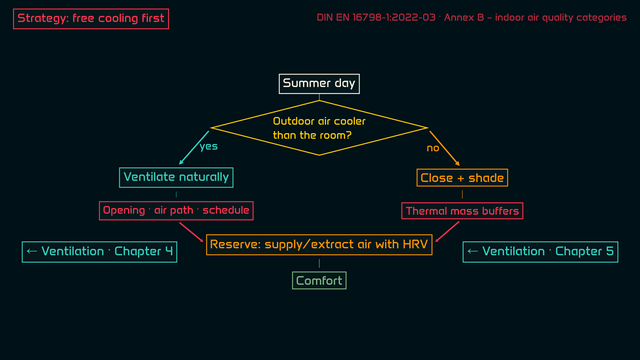 Strategy: free cooling first
DIN EN 16798-1:2022-03 · Annex B – indoor air quality categories
Summer day
Outdoor air cooler
than the room?
yes
no
Ventilate naturally
Close + shade
Opening · air path · schedule
Thermal mass buffers
Reserve: supply/extract air with HRV
← Ventilation · Chapter 4
← Ventilation · Chapter 5
Comfort